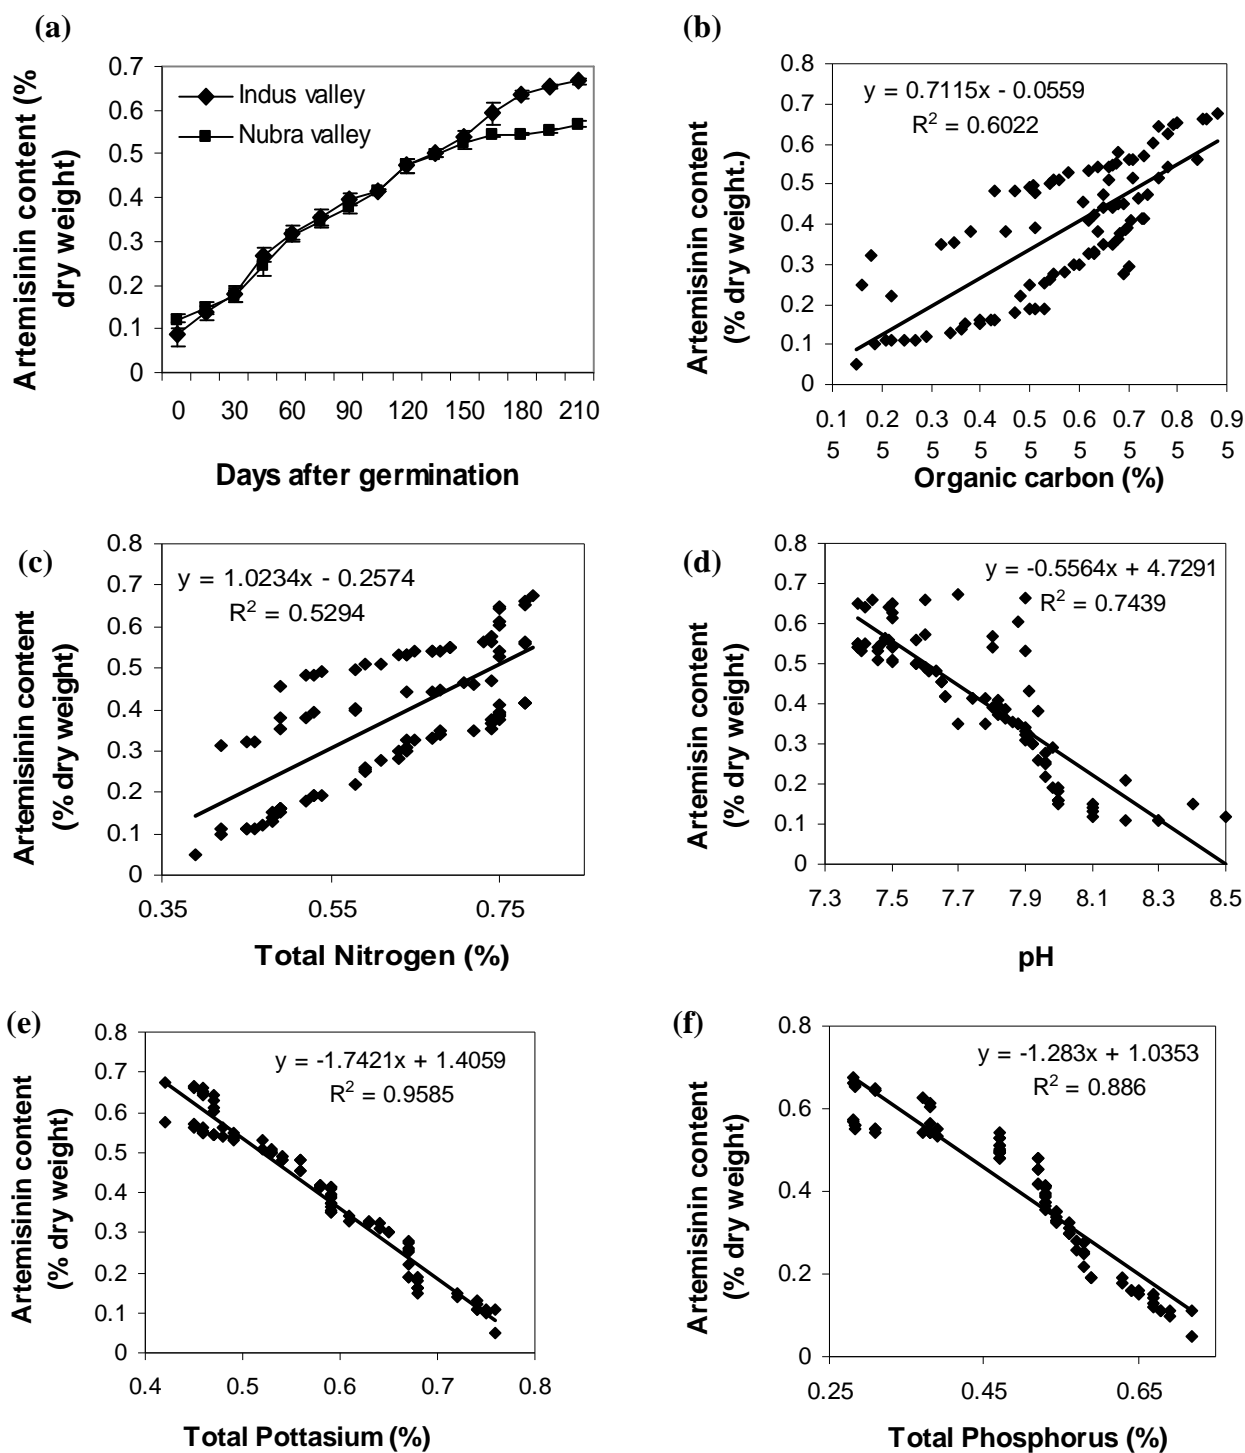 (a)
Artemisinin content (%
dry weight)
0.7
0.6
0.5
0.4
0.3
0.2
0.1
0
Indus valley
Nubra valley
0 30 60 90 120 150 180 210
Days after germination
(b)
Artemisinin content
(% dry weight.)
0.8
0.7
0.6
0.5
0.4
0.3
0.2
0.1
0
y = 0.7115x - 0.0559
R² = 0.6022
0.1 0.2 0.3 0.4 0.5 0.6 0.7 0.8 0.9
5 5 5 5 5 5 5 5 5
Organic carbon (%)
(c)
Artemisinin content
(% dry weight)
0.8
0.7
0.6
0.5
0.4
0.3
0.2
0.1
0
y = 1.0234x - 0.2574
R² = 0.5294
0.35 0.55 0.75
Total Nitrogen (%)
(d)
Artemisin content
(% dry weight)
0.8
0.7
0.6
0.5
0.4
0.3
0.2
0.1
0
y = -0.5564x + 4.7291
R² = 0.7439
7.3 7.5 7.7 7.9 8.1 8.3 8.5
pH
(e)
Artemisinin content
(% dry weight)
0.8
0.7
0.6
0.5
0.4
0.3
0.2
0.1
0
y = -1.7421x + 1.4059
R² = 0.9585
0.4 0.5 0.6 0.7 0.8
Total Pottasium (%)
(f)
Artemisinin content
(% dry weight)
0.8
0.6
0.4
0.2
0
y = -1.283x + 1.0353
R² = 0.886
0.25 0.45 0.65
Total Phosphorus (%)